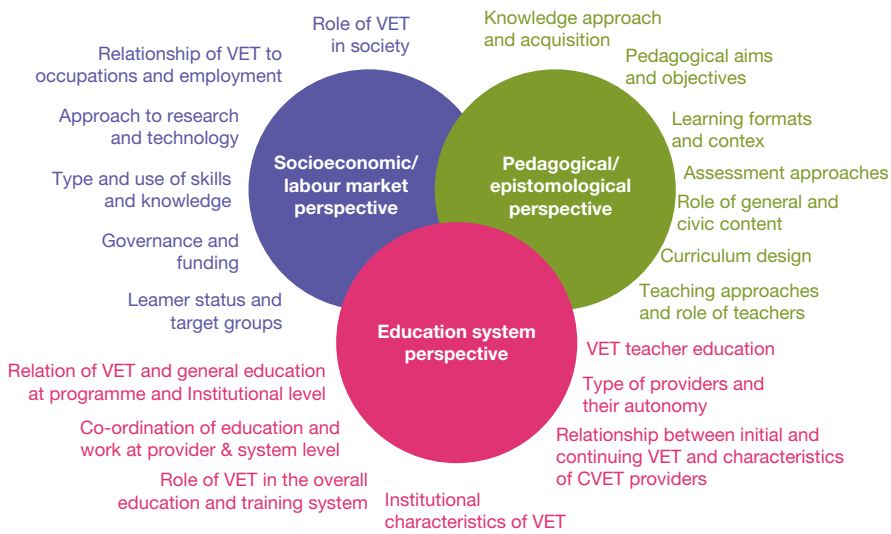 Role of VET
in society
Relationship of VET to
occupations and employment
Approach to research
and technology
Type and use of skills
and knowledge
Governance and
funding
Learner status and
target groups
Socioeconomic/
labour market
perspective
Knowledge approach
and acquisition
Pedagogical aims
and objectives
Learning formats
and contex
Assessment approaches
Role of general and
civic content
Curriculum design
Teaching approaches
and role of teachers
Pedagogical/
epistomological
perspective
Education system
perspective
VET teacher education
Type of providers and
their autonomy
Relationship between initial and
continuing VET and characteristics
of CVET providers
Institutional
characteristics of VET
Role of VET in the overall
education and training system
Co-ordination of education and
work at provider & system level
Relation of VET and general education
at programme and Institutional level